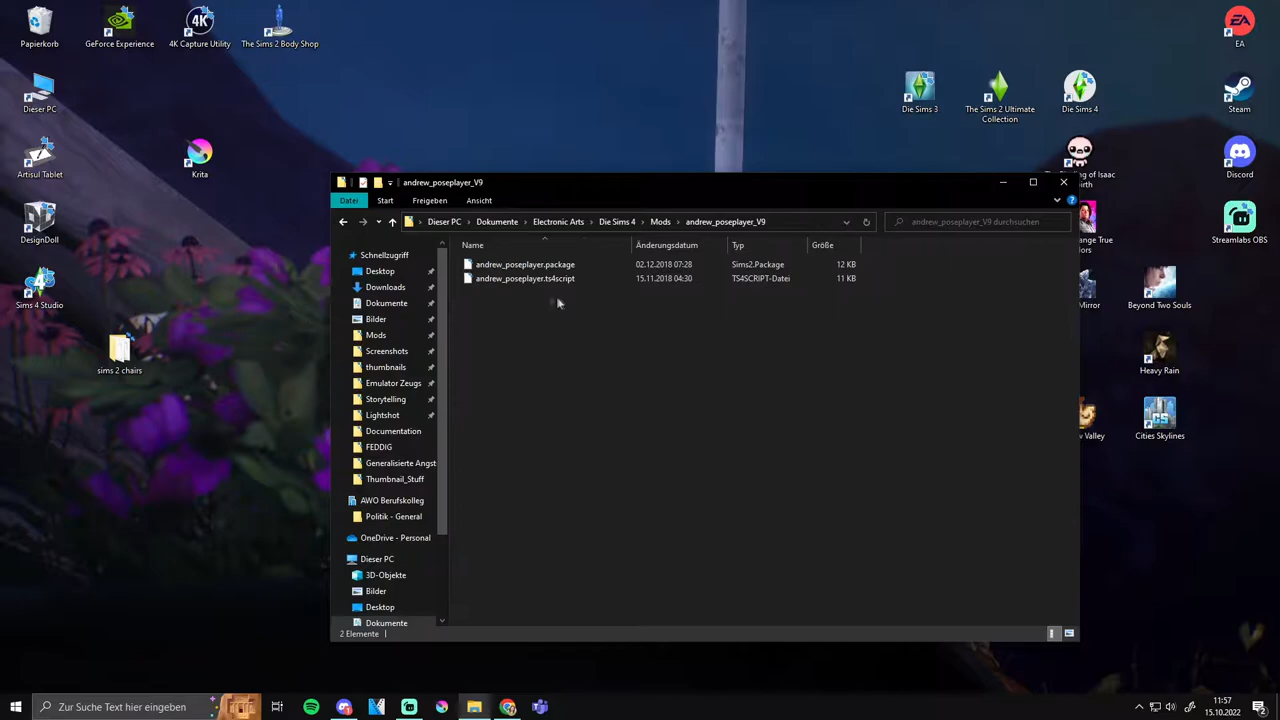 Papierkorb
GeForce Experience
4K Capture Utility
The Sims 2 Body Shop
EA
Dieser PC
Die Sims 3
The Sims 2 Ultimate
Collection
Die Sims 4
Steam
Artisul Tablet
Krita
Isaac
Discord
DesignDoll
Streamlabs OBS
Sims 4 Studio
Beyond Two Souls
sims 2 chairs
Heavy Rain
Cities Skylines
andrew_poseplayer_V9
Datei
Start
Freigeben
Ansicht
Dieser PC > Dokumente > Electronic Arts > Die Sims 4 > Mods > andrew_poseplayer_V9
andrew_poseplayer_V9 durchsuchen
Name Änderungsdatum Typ Größe
andrew_poseplayer.package 02.12.2018 07:28 Sims2.Package 12 KB
andrew_poseplayer.ts4script 15.11.2018 04:30 TS4SCRIPT-Datei 11 KB
Schnellzugriff
Desktop
Downloads
Dokumente
Bilder
Mods
Screenshots
thumbnails
Emulator Zeugs
Storytelling
Lightshot
Documentation
FEDDIG
Generalisierte Angst
Thumbnail_Stuff
AWO Berufskolleg
Politik - General
OneDrive - Personal
Dieser PC
3D-Objekte
Bilder
Desktop
Dokumente
2 Elemente
Zur Suche Text hier eingeben
11:57
15.10.2022